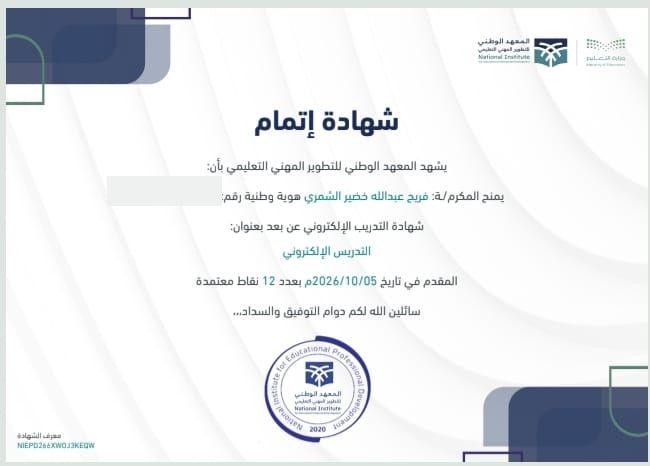 المعهد الوطني
للتطوير المهني التعليمي
National Institute
وزارة التعليم
Ministry of Education
شهادة إتمام
يشهد المعهد الوطني للتطوير المهني التعليمي بأن:
يمنح المكرم/ـة: فريح عبدالله خضير الشمري هوية وطنية رقم:
شهادة التدريب الإلكتروني عن بعد بعنوان:
التدريس الإلكتروني
المقدم في تاريخ 2026/10/05م بعدد 12 نقاط معتمدة
سائلين الله لكم دوام التوفيق والسداد،،،
National Institute for Educational Professional Development
المعهد الوطني
للتطوير المهني التعليمي
National Institute
2020
معرف الشهادة
NIEPD266XWOJ3KEQW